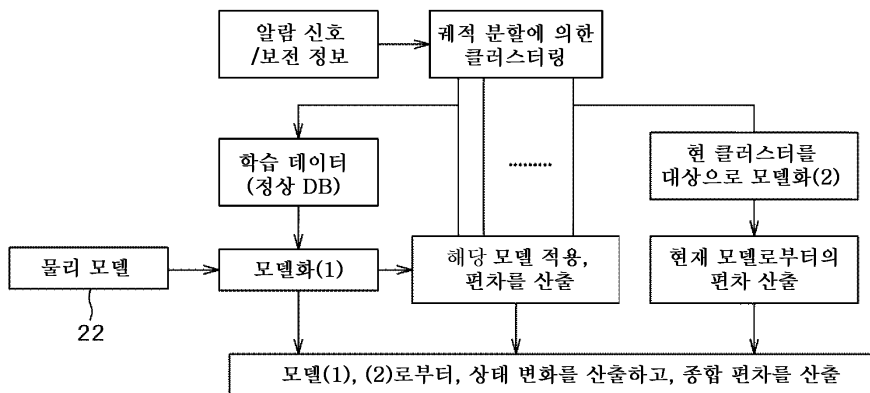 알람 신호
/보전 정보
궤적 분할에 의한
클러스터링
학습 데이터
(정상 DB)
.........
현 클러스터를
대상으로 모델화(2)
물리 모델
22
모델화(1)
해당 모델 적용,
편차를 산출
현재 모델로부터의
편차 산출
모델(1), (2)로부터, 상태 변화를 산출하고, 종합 편차를 산출